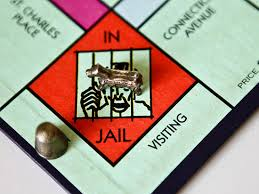 ST. CHARLES
PLACE
CONNECTICUT
AVENUE
IN
JAIL
VISITING
PRICE